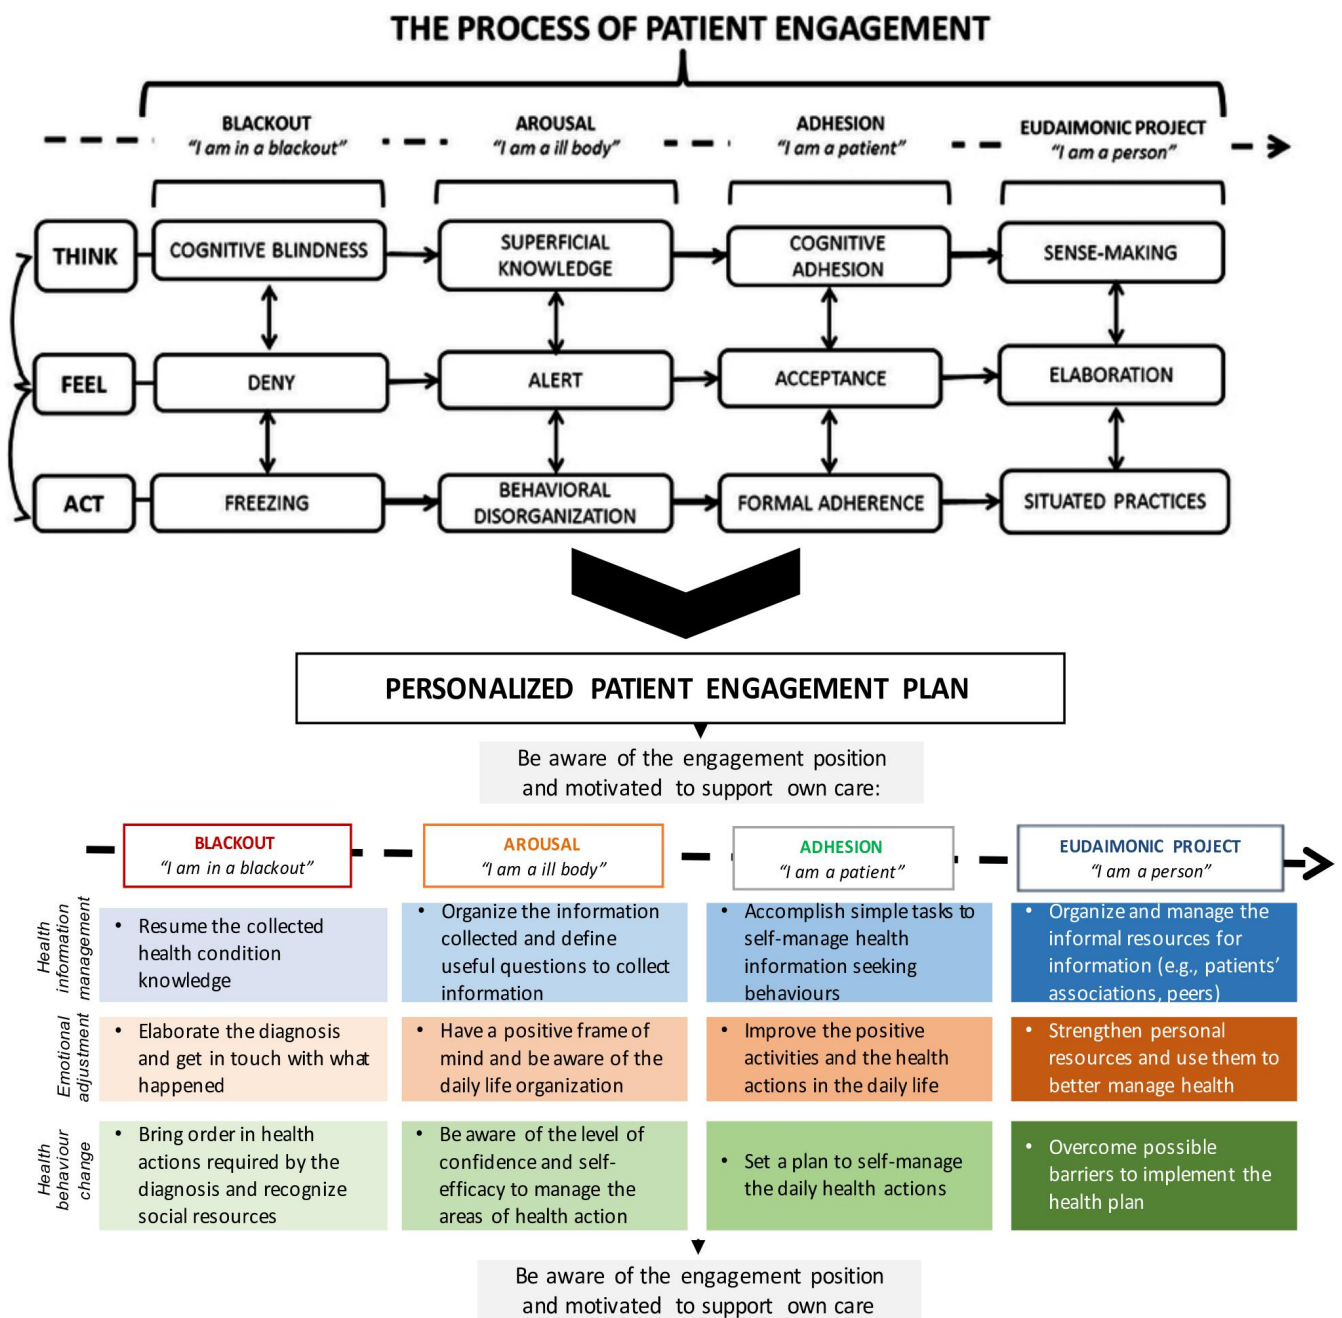 THE PROCESS OF PATIENT ENGAGEMENT
BLACKOUT
"I am in a blackout"
AROUSAL
"I am a ill body"
ADHESION
"I am a patient"
EUDAIMONIC PROJECT
"I am a person"
THINK
COGNITIVE BLINDNESS
SUPERFICIAL
KNOWLEDGE
COGNITIVE
ADHESION
SENSE-MAKING
FEEL
DENY
ALERT
ACCEPTANCE
ELABORATION
ACT
FREEZING
BEHAVIORAL
DISORGANIZATION
FORMAL ADHERENCE
SITUATED PRACTICES
PERSONALIZED PATIENT ENGAGEMENT PLAN
Be aware of the engagement position
and motivated to support own care:
BLACKOUT
"I am in a blackout"
AROUSAL
"I am a ill body"
ADHESION
"I am a patient"
EUDAIMONIC PROJECT
"I am a person"
Health
information
management
• Resume the collected
health condition
knowledge
• Organize the information
collected and define
useful questions to collect
information
• Accomplish simple tasks to
self-manage health
information seeking
behaviours
• Organize and manage the
informal resources for
information (e.g., patients'
associations, peers)
Emotional
adjustment
• Elaborate the diagnosis
and get in touch with what
happened
• Have a positive frame of
mind and be aware of the
daily life organization
• Improve the positive
activities and the health
actions in the daily life
• Strengthen personal
resources and use them to
better manage health
Health
behaviour
change
• Bring order in health
actions required by the
diagnosis and recognize
social resources
• Be aware of the level of
confidence and self-
efficacy to manage the
areas of health action
• Set a plan to self-manage
the daily health actions
• Overcome possible
barriers to implement the
health plan
Be aware of the engagement position
and motivated to support own care